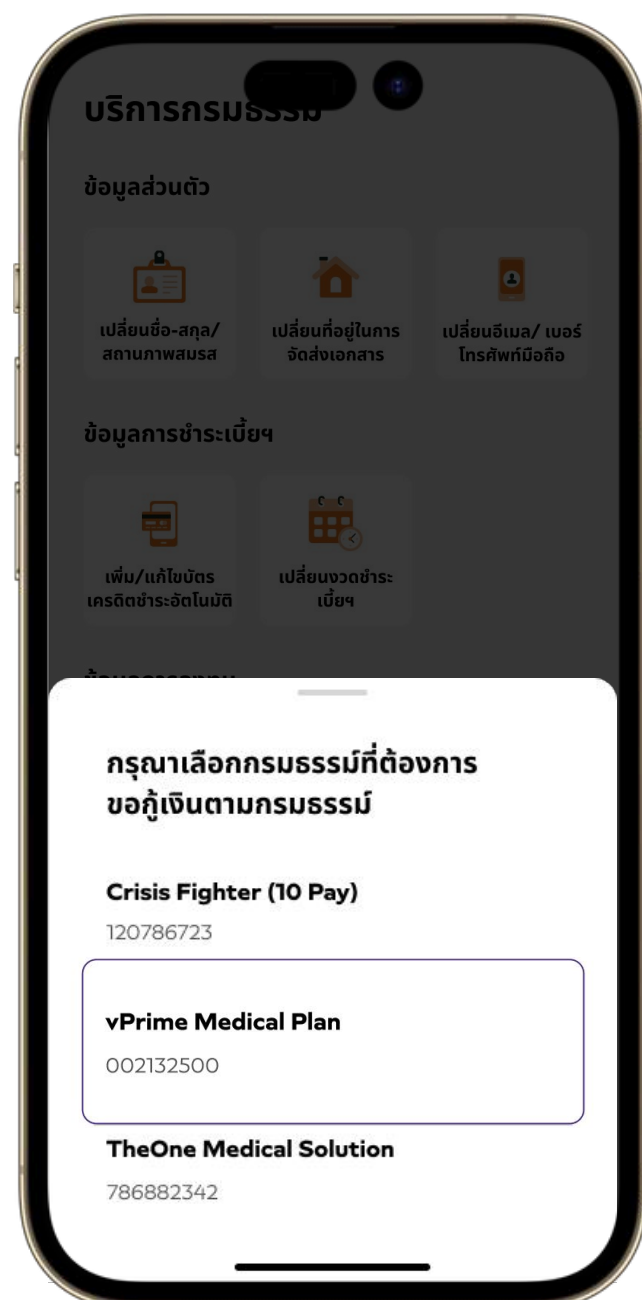 บริการกรมธรรม์
ข้อมูลส่วนตัว
เปลี่ยนชื่อ-สกุล/
สถานภาพสมรส
เปลี่ยนที่อยู่ในการ
จัดส่งเอกสาร
เปลี่ยนอีเมล/ เบอร์
โทรศัพท์มือถือ
ข้อมูลการชำระเบี้ยฯ
เพิ่ม/แก้ไขบัตร
เครดิตชำระอัตโนมัติ
เปลี่ยนงวดชำระ
เบี้ยฯ
กรุณาเลือกกรมธรรม์ที่ต้องการ
ขอกู้เงินตามกรมธรรม์
Crisis Fighter (10 Pay)
120786723
vPrime Medical Plan
002132500
TheOne Medical Solution
786882342